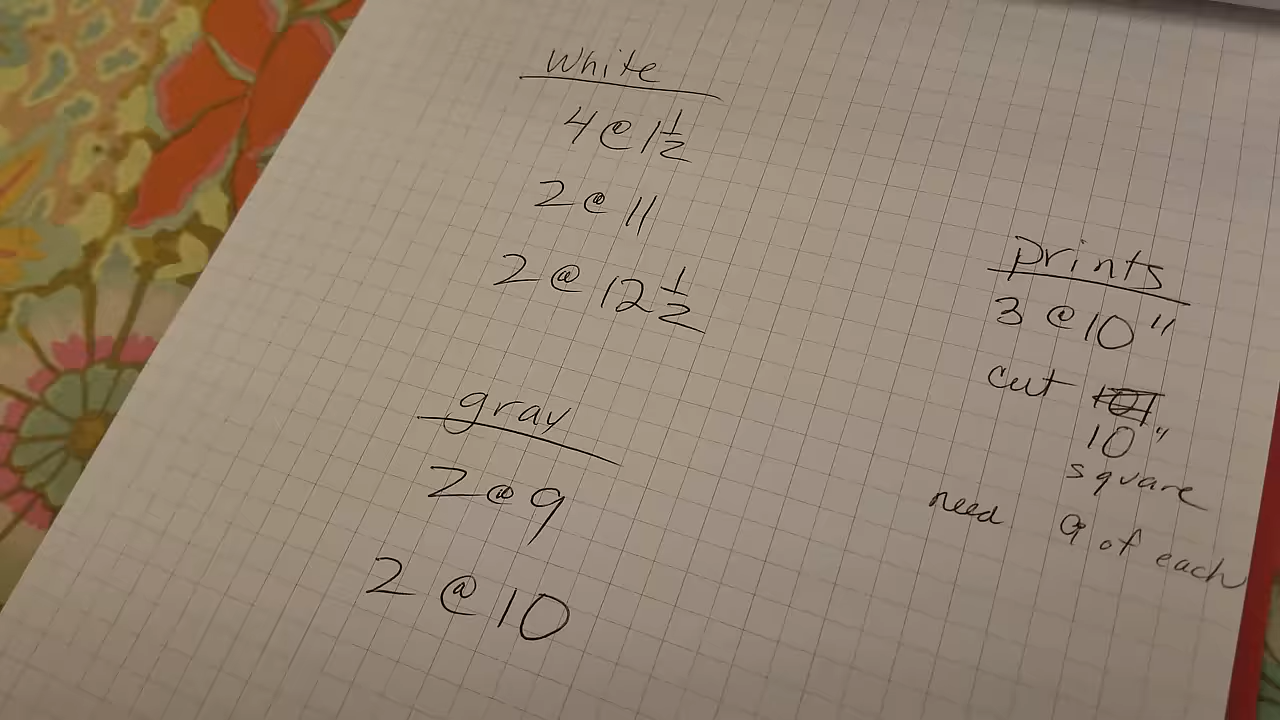 White
4 @ 1 1/2
2 @ 11
2 @ 12 1/2
gray
2 @ 9
2 @ 10
prints
3 @ 10"
cut
10"
square
need 9 of each